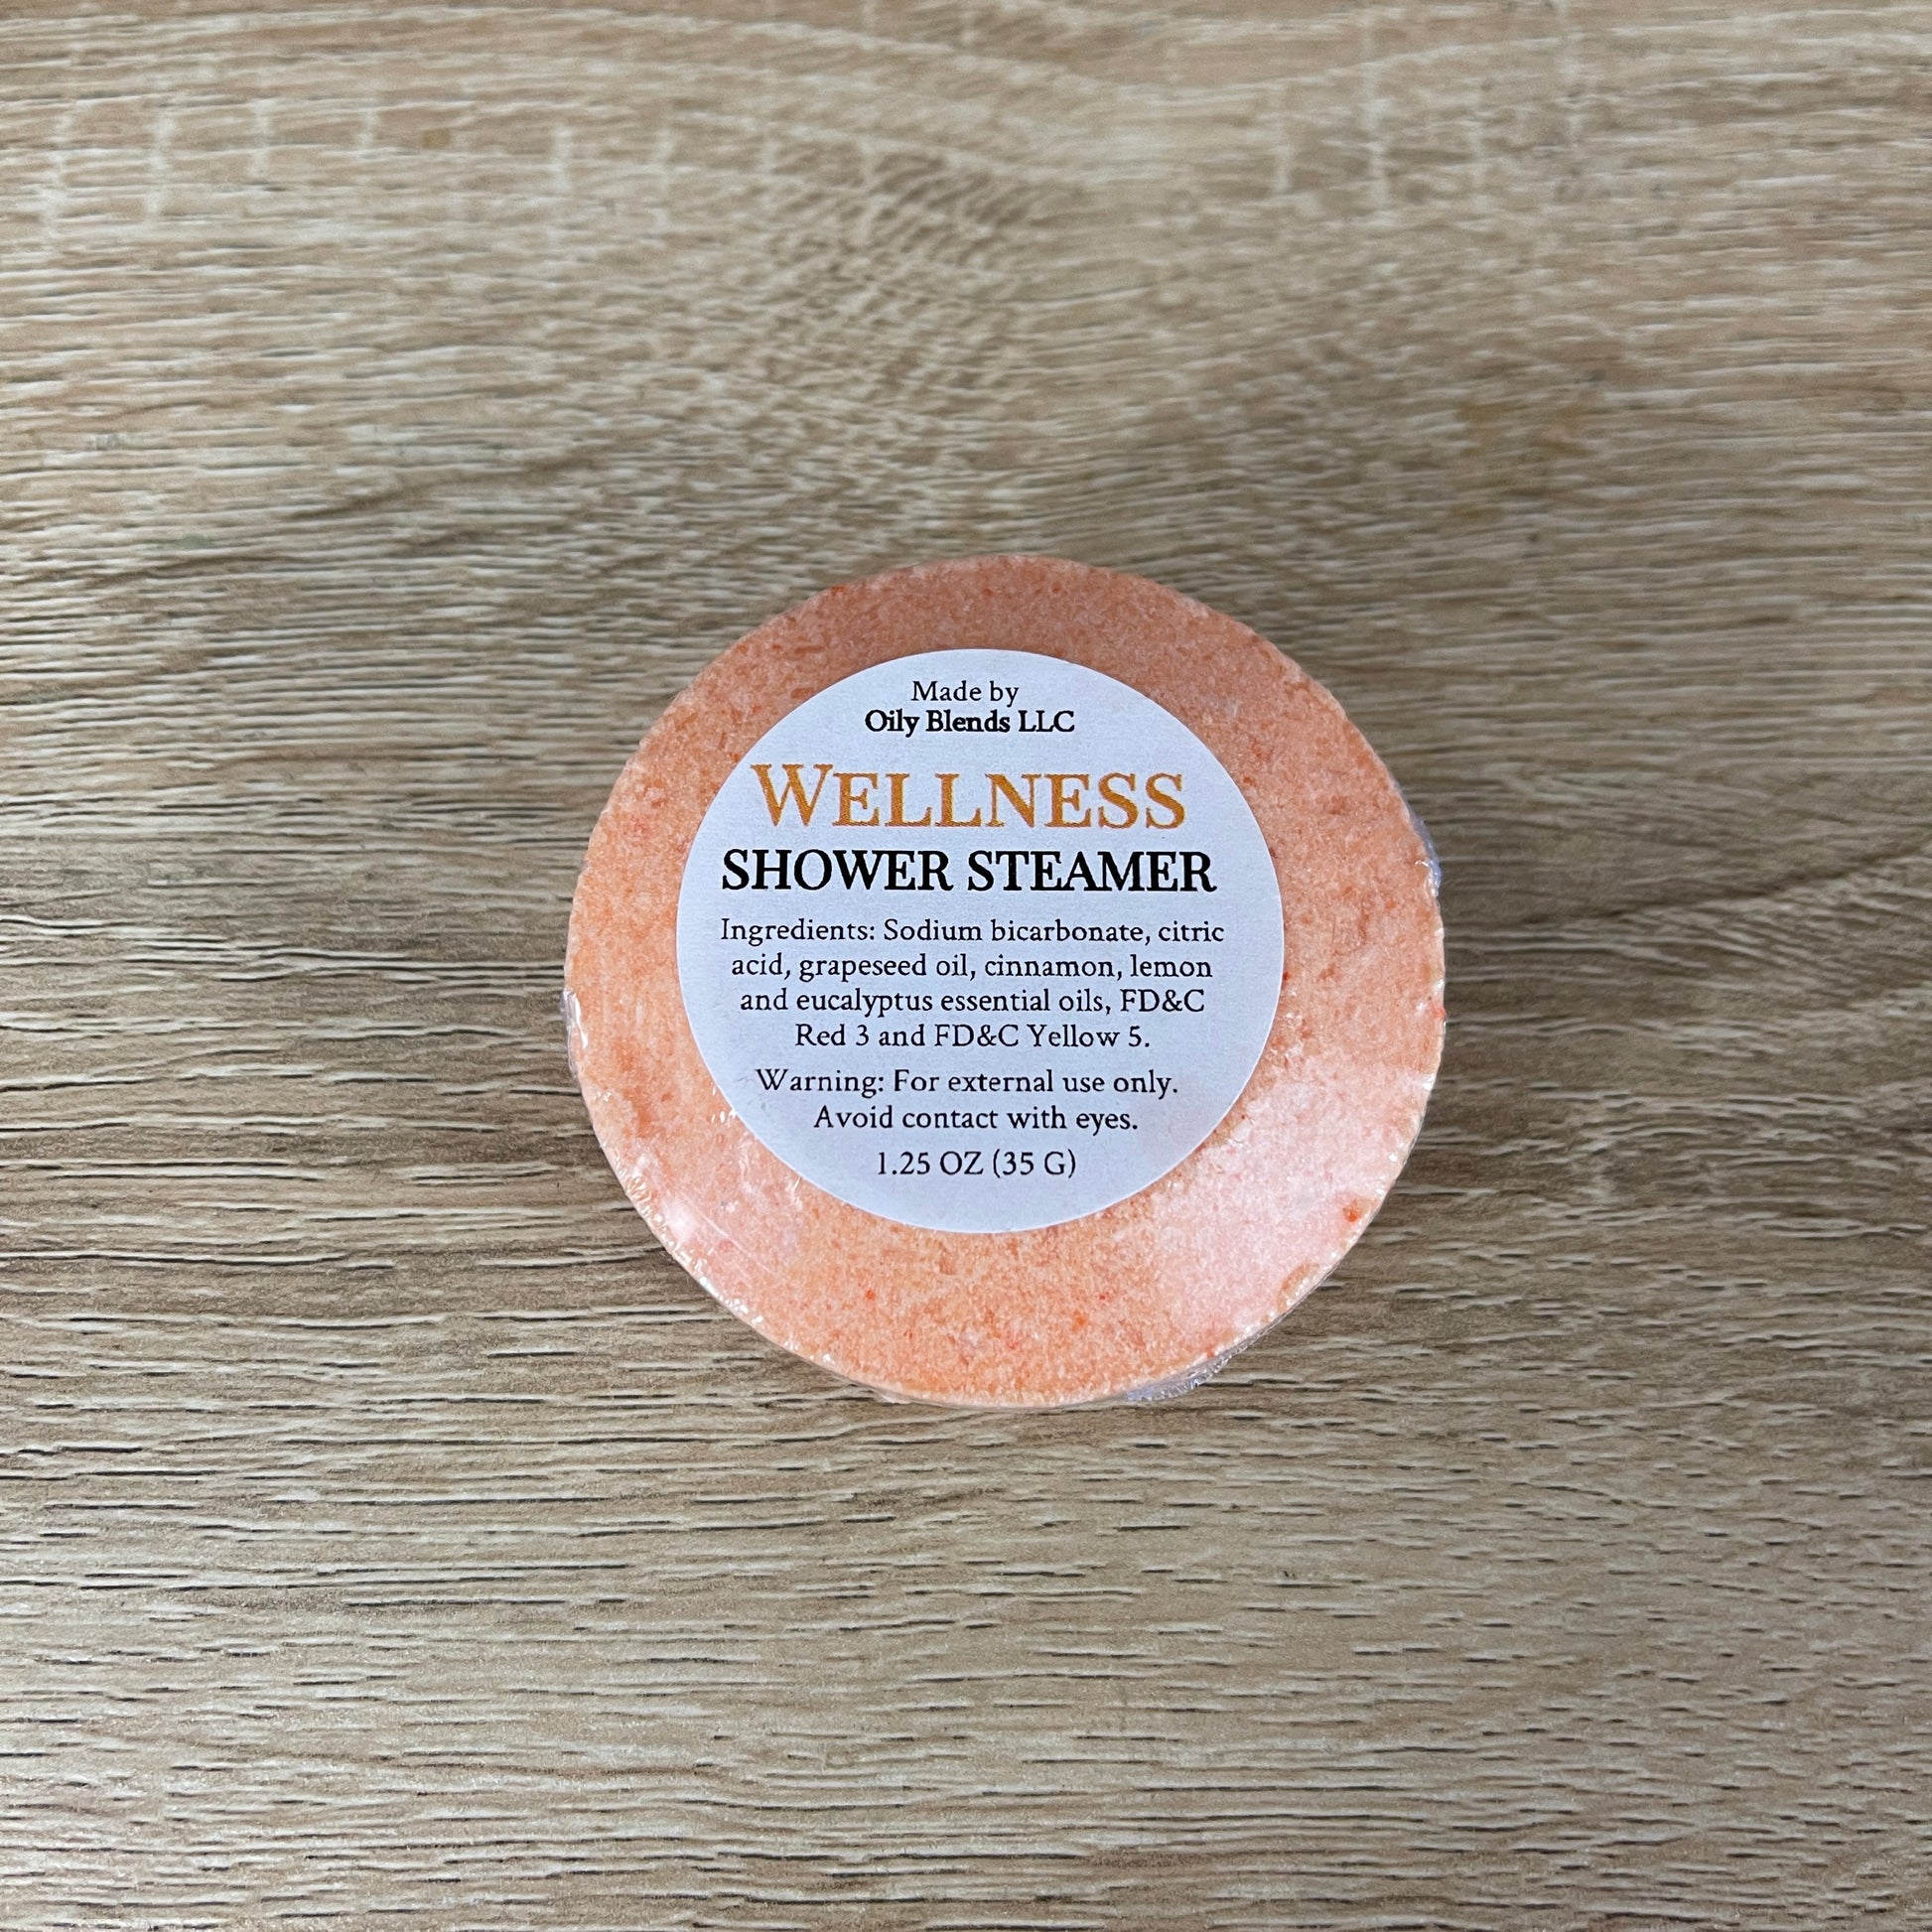 Made by
Oily Blends LLC
WELLNESS
SHOWER STEAMER
Ingredients: Sodium bicarbonate, citric
acid, grapeseed oil, cinnamon, lemon
and eucalyptus essential oils, FD&C
Red 3 and FD&C Yellow 5.
Warning: For external use only.
Avoid contact with eyes.
1.25 OZ (35 G)